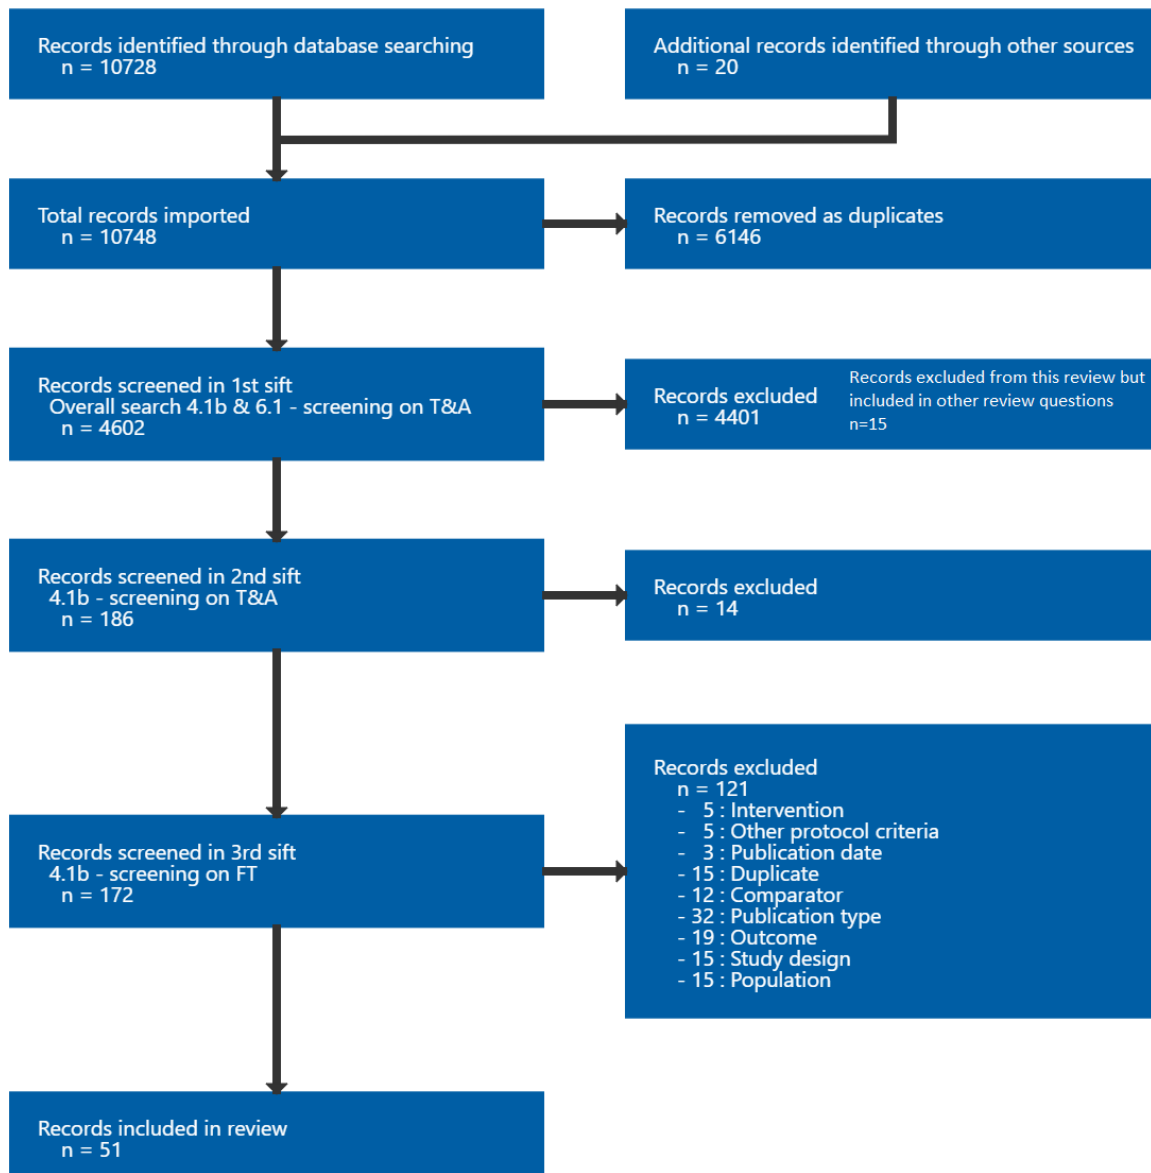 Records identified through database searching
n = 10728
Additional records identified through other sources
n = 20
Total records imported
n = 10748
Records removed as duplicates
n = 6146
Records screened in 1st sift
Overall search 4.1b & 6.1 - screening on T&A
n = 4602
Records excluded
n = 4401
Records excluded from this review but
included in other review questions
n=15
Records screened in 2nd sift
4.1b - screening on T&A
n = 186
Records excluded
n = 14
Records screened in 3rd sift
4.1b - screening on FT
n = 172
Records excluded
n = 121
- 5 : Intervention
- 5 : Other protocol criteria
- 3 : Publication date
- 15 : Duplicate
- 12 : Comparator
- 32 : Publication type
- 19 : Outcome
- 15 : Study design
- 15 : Population
Records included in review
n = 51